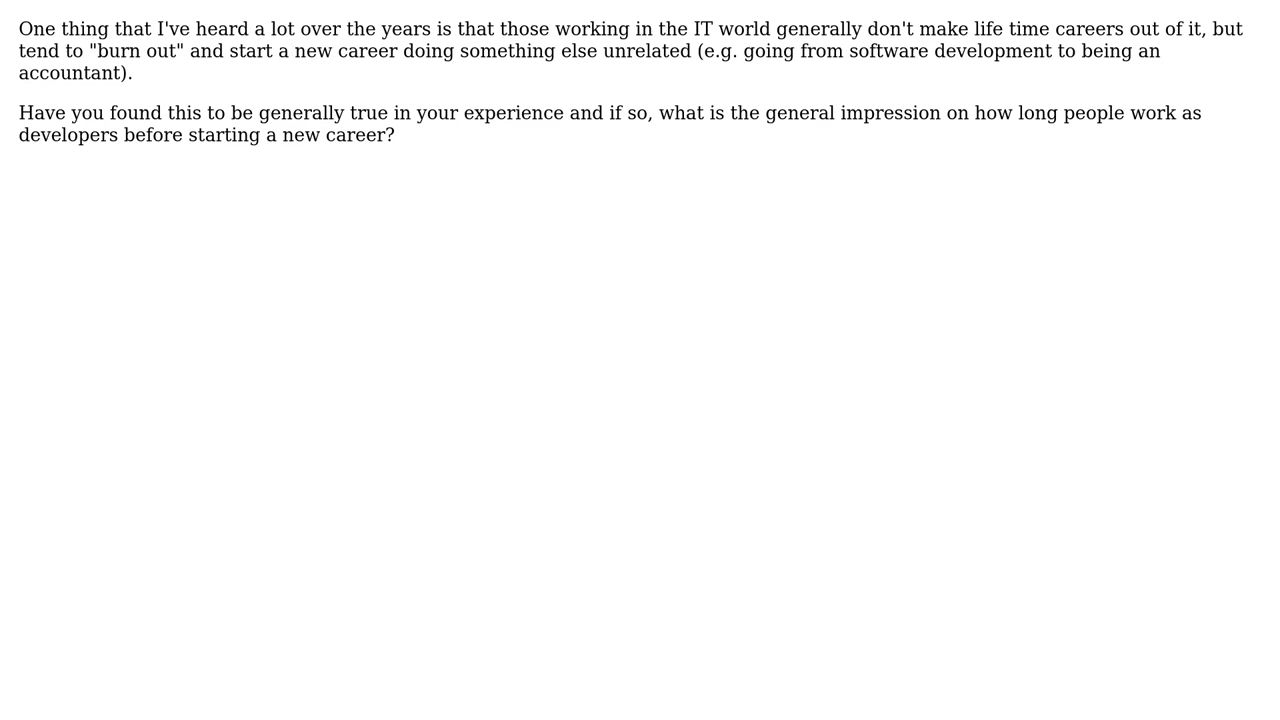 One thing that I've heard a lot over the years is that those working in the IT world generally don't make life time careers out of it, but
tend to "burn out" and start a new career doing something else unrelated (e.g. going from software development to being an
accountant).
Have you found this to be generally true in your experience and if so, what is the general impression on how long people work as
developers before starting a new career?